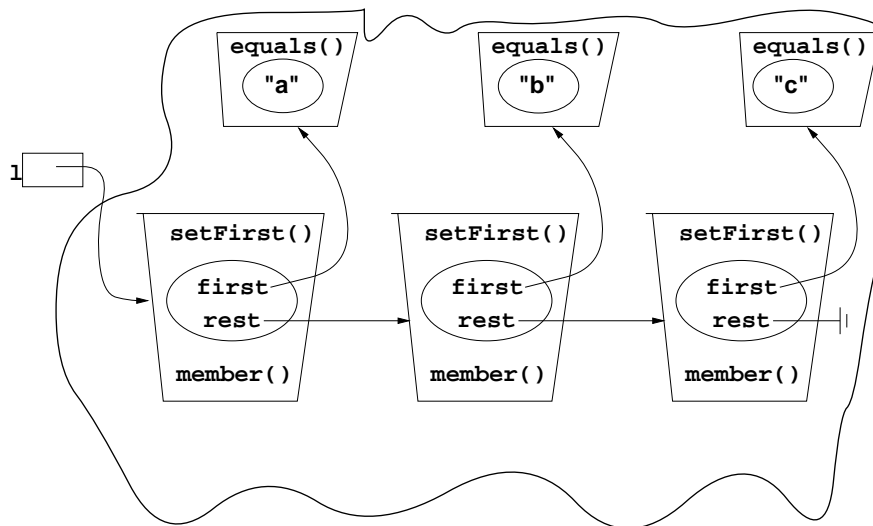 equals() equals() equals()
"a" "b" "c"
l
setFirst() setFirst() setFirst()
first first first
rest rest rest
member() member() member()